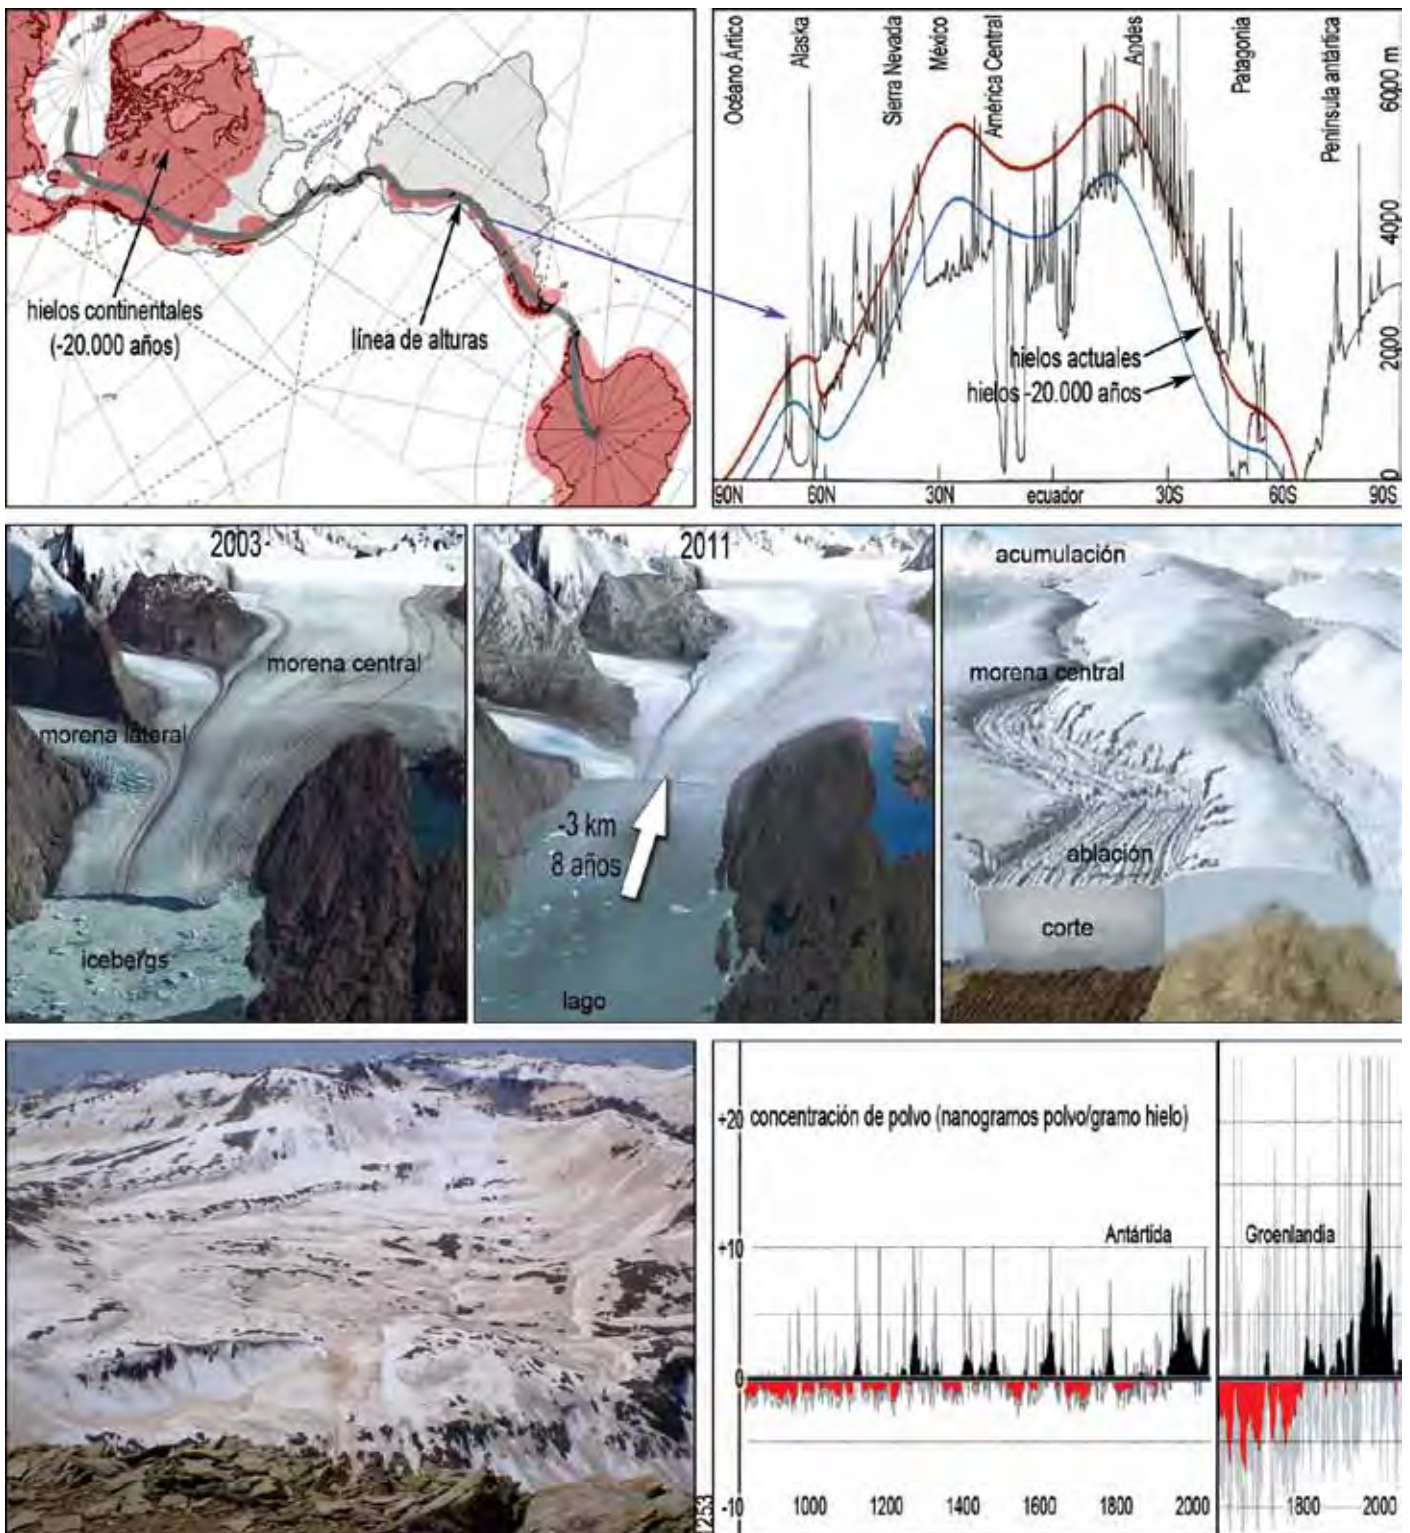 hielos continentales
(-20.000 años)
línea de alturas
Océano Ártico
Alaska
Sierra Nevada
México
América Central
Andes
Patagonia
Península antártica
6000 m
4000
2000
0
hielos actuales
hielos -20.000 años
90N
60N
30N
ecuador
30S
60S
90S
2003
morena central
morena lateral
icebergs
2011
-3 km
8 años
lago
acumulación
morena central
ablación
corte
+20
concentración de polvo (nanogramos polvo/gramo hielo)
+10
Antártida
Groenlandia
0
-10
1000
1200
1400
1600
1800
2000
1800
2000
1253